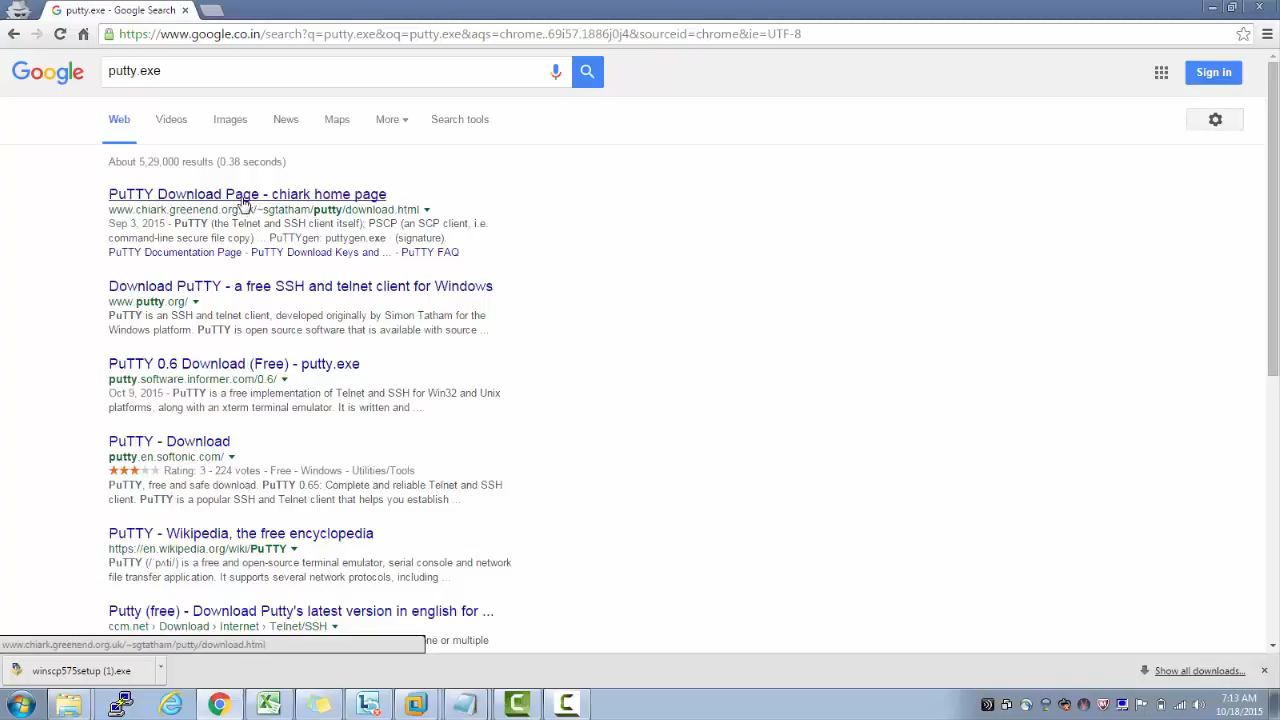 putty.exe - Google Search
https://www.google.co.in/search?q=putty.exe&oq=putty.exe&aqs=chrome..69i57.1886j0j4&sourceid=chrome&ie=UTF-8
Google
putty.exe
Sign in
Web Videos Images News Maps More Search tools
About 5,29,000 results (0.38 seconds)
PuTTY Download Page - chiark home page
www.chiark.greenend.org.uk/~sgtatham/putty/download.html
Sep 3, 2015 - PuTTY (the Telnet and SSH client itself); PSCP (an SCP client, i.e.
command-line secure file copy) ... PuTTYgen: puttygen.exe (signature).
PuTTY Documentation Page - PuTTY Download Keys and ... - PuTTY FAQ
Download PuTTY - a free SSH and telnet client for Windows
www.putty.org/
PuTTY is an SSH and telnet client, developed originally by Simon Tatham for the
Windows platform. PuTTY is open source software that is available with source ...
PuTTY 0.6 Download (Free) - putty.exe
putty.software.informer.com/0.6/
Oct 9, 2015 - PuTTY is a free implementation of Telnet and SSH for Win32 and Unix
platforms, along with an xterm terminal emulator. It is written and ...
PuTTY - Download
putty.en.softonic.com/
Rating: 3 - 224 votes - Free - Windows - Utilities/Tools
PuTTY, free and safe download. PuTTY 0.65: Complete and reliable Telnet and SSH
client. PuTTY is a popular SSH and Telnet client that helps you establish ...
PuTTY - Wikipedia, the free encyclopedia
https://en.wikipedia.org/wiki/PuTTY
PuTTY (/ˈpʌti/) is a free and open-source terminal emulator, serial console and network
file transfer application. It supports several network protocols, including ...
Putty (free) - Download Putty's latest version in english for ...
ccm.net › Download › Internet › Telnet/SSH
one or multiple
www.chiark.greenend.org.uk/~sgtatham/putty/download.html
winscp575setup (1).exe
Show all downloads...
7:13 AM
10/18/2015